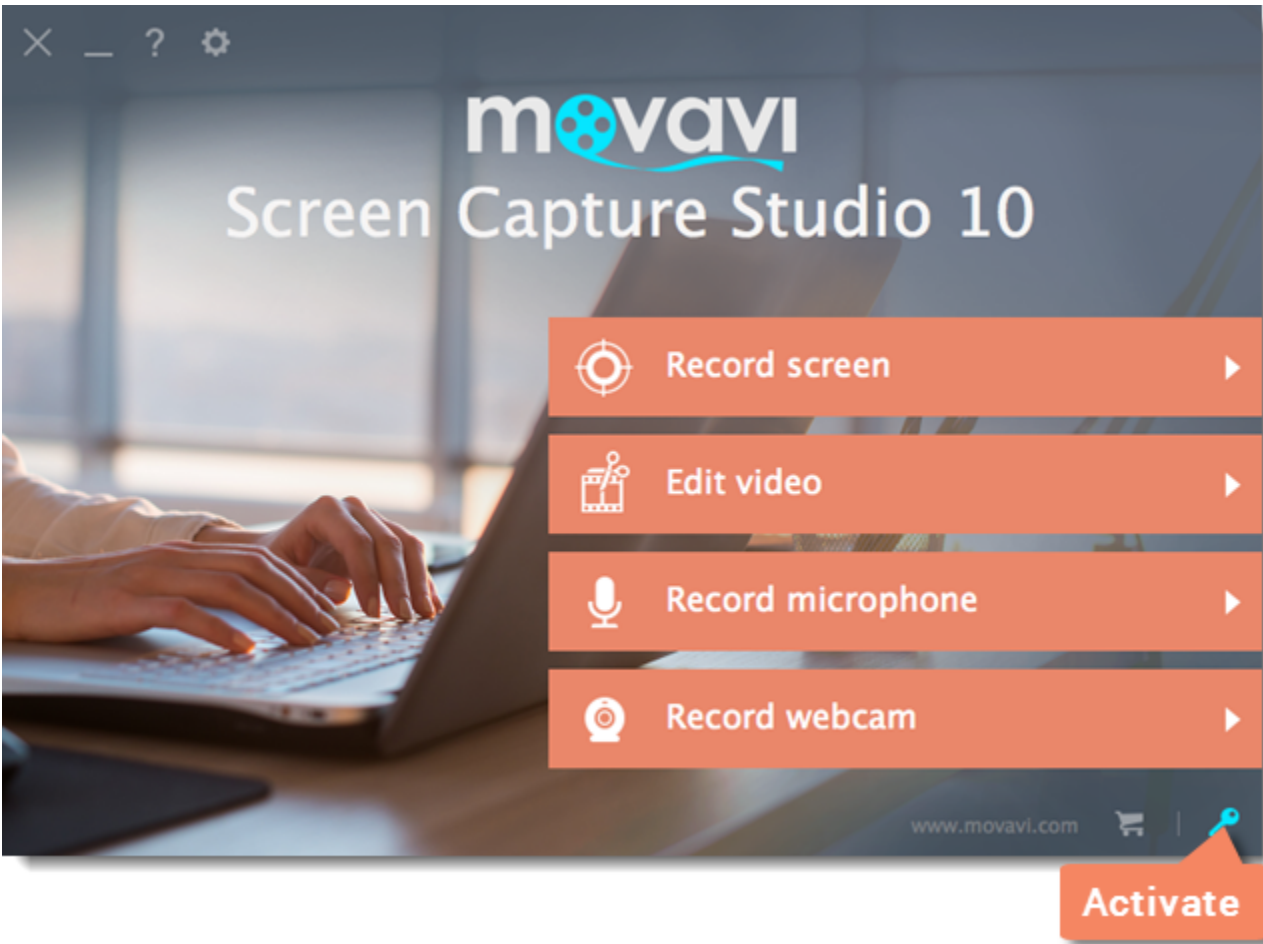 ?
movavi
Screen Capture Studio 10
Record screen
Edit video
Record microphone
Record webcam
www.movavi.com
Activate